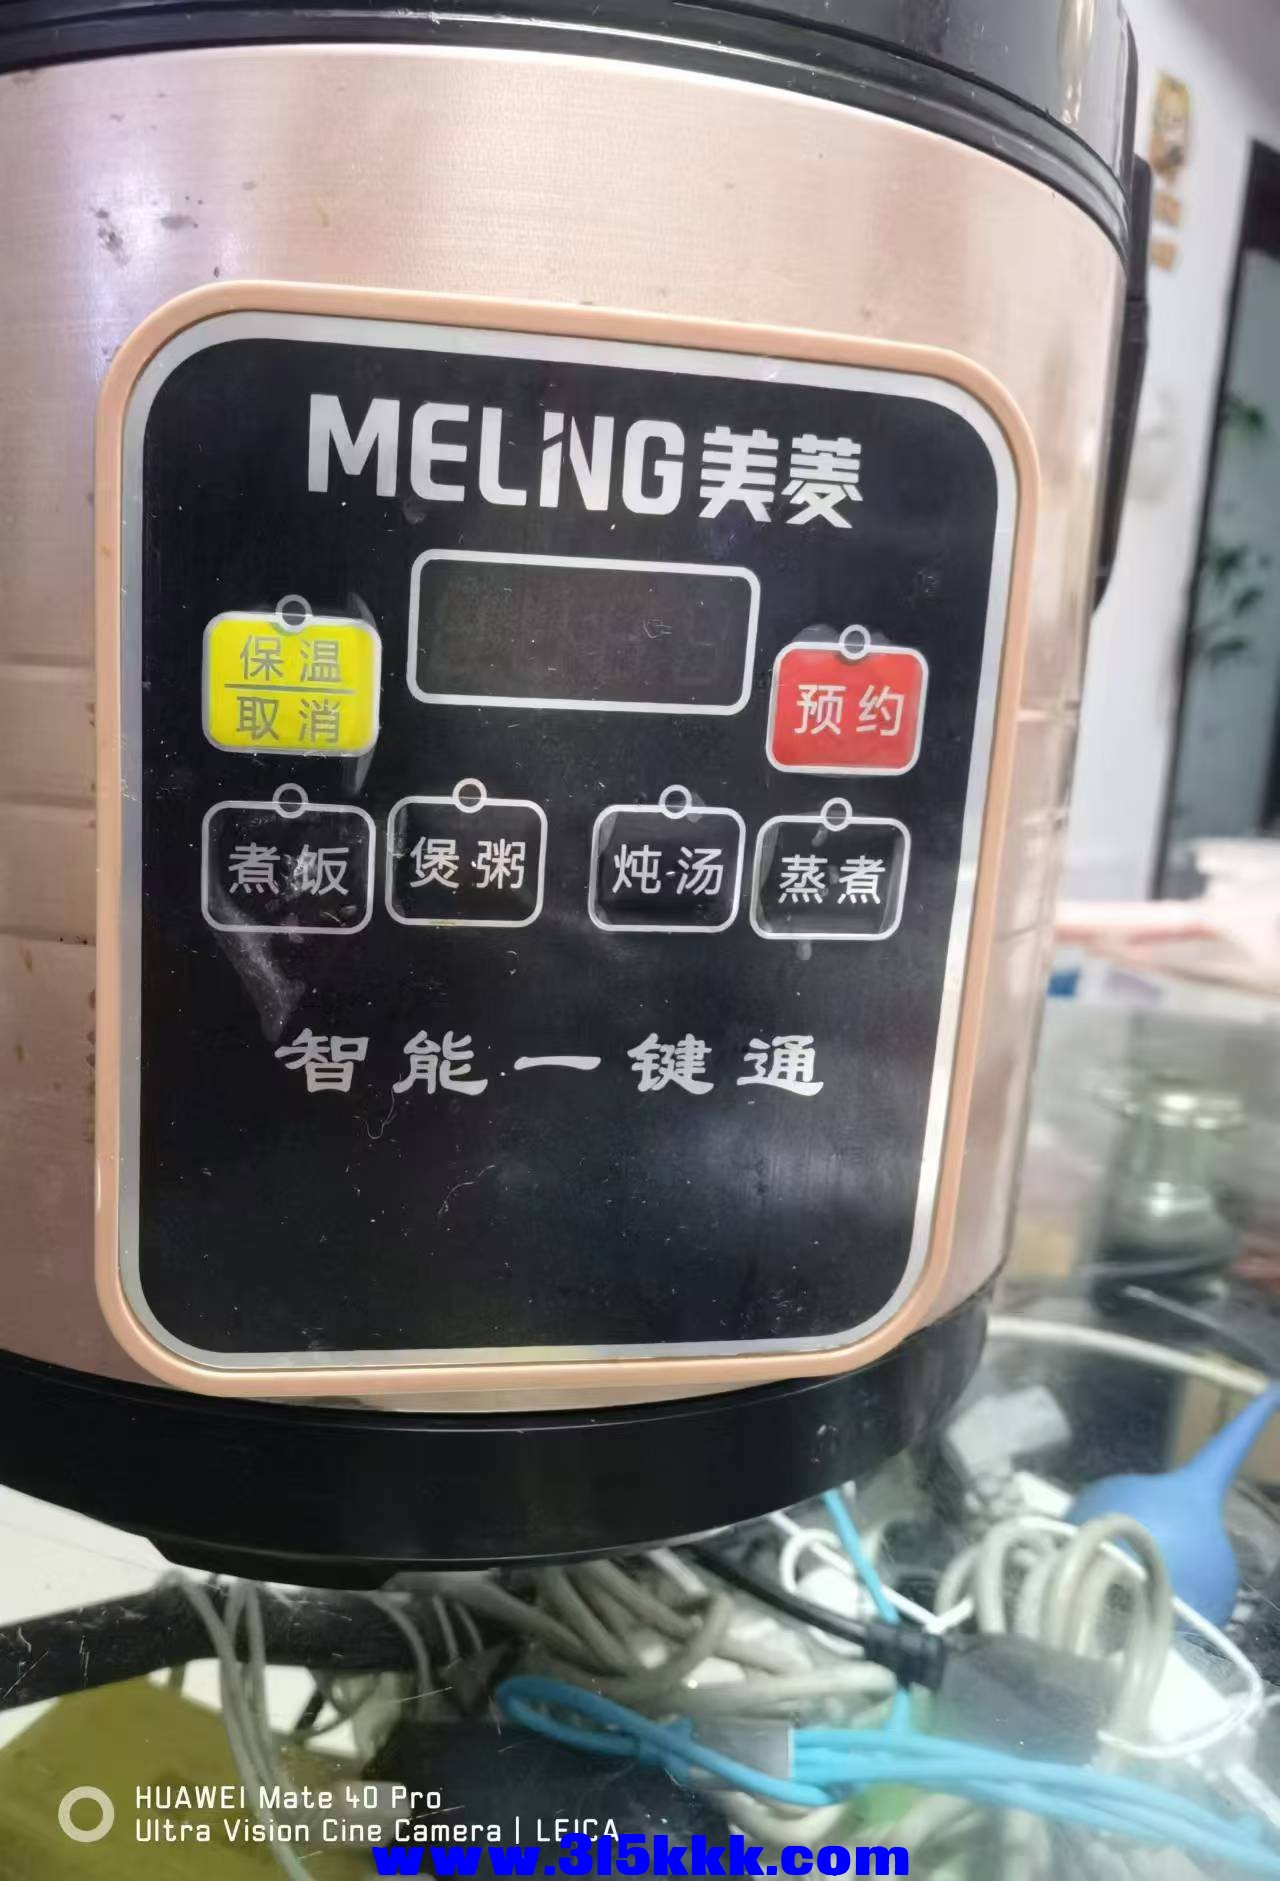 MELNG美菱
保温
取消
预约
煮饭
煲粥
炖汤
蒸煮
智能一键通
HUAWEI Mate 40 Pro
Ultra Vision Cine Camera | LEICA
www.315kkk.com